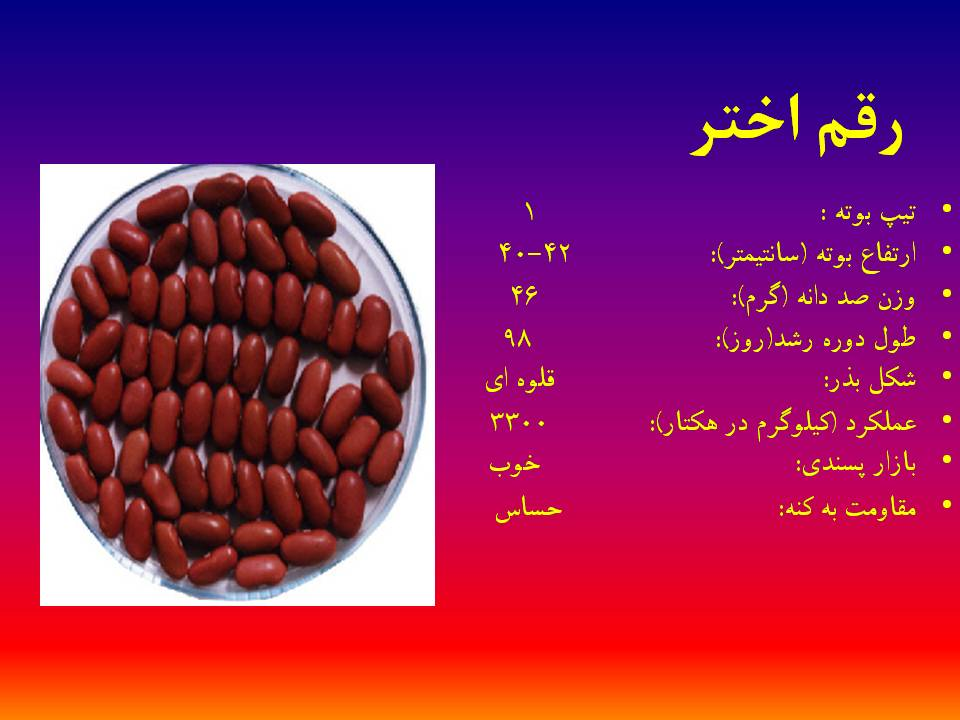 رقم اختر
• تیپ بوته : ۱
• ارتفاع بوته (سانتیمتر): ۴۰-۴۲
• وزن صد دانه (گرم): ۴۶
• طول دوره رشد(روز): ۹۸
• شکل بذر: قلوه ای
• عملکرد (کیلوگرم در هکتار): ۳۳۰۰
• بازار پسندی: خوب
• مقاومت به کنه: حساس